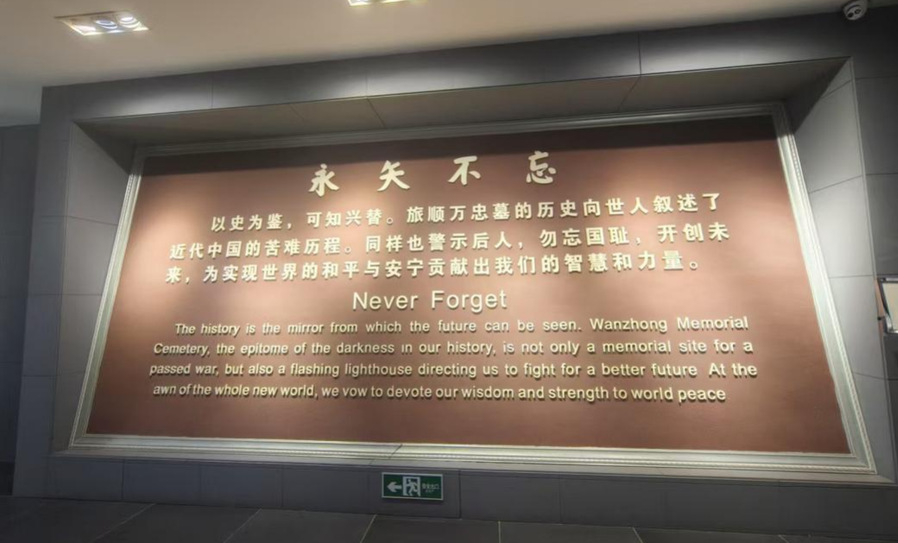 永矢不忘
以史为鉴，可知兴替。旅顺万忠墓的历史向世人叙述了
近代中国的苦难历程。同样也警示后人，勿忘国耻，开创未
来，为实现世界的和平与安宁贡献出我们的智慧和力量。
Never Forget
The history is the mirror from which the future can be seen. Wanzhong Memorial
Cemetery, the epitome of the darkness in our history, is not only a memorial site for a
passed war, but also a flashing lighthouse directing us to fight for a better future At the
awn of the whole new world, we vow to devote our wisdom and strength to world peace